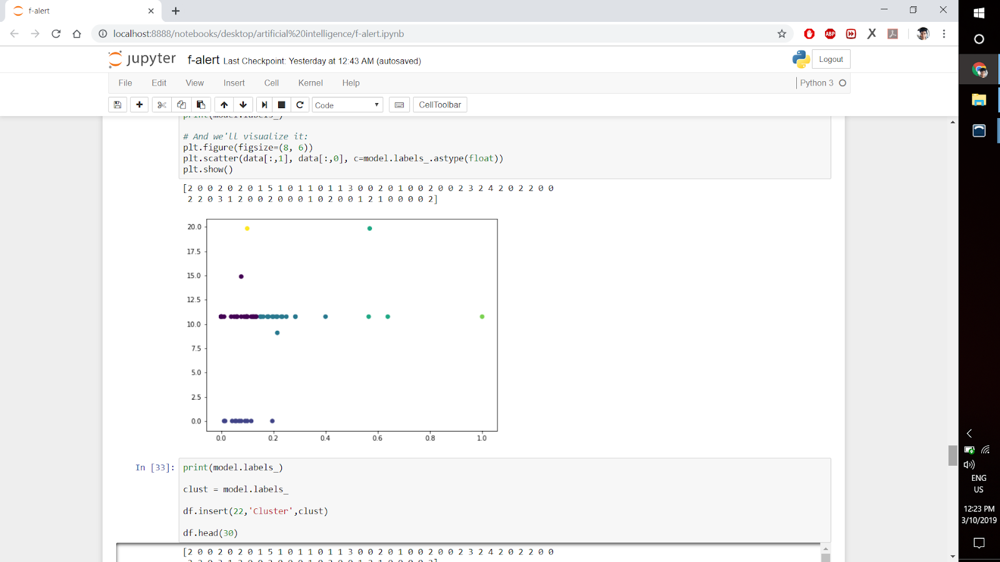 f-alert
localhost:8888/notebooks/desktop/artificial%20intelligence/f-alert.ipynb
ABP
jupyter f-alert Last Checkpoint: Yesterday at 12:43 AM (autosaved)
Logout
File Edit View Insert Cell Kernel Help
Python 3
Code
CellToolbar
print(model.labels_)
# And we'll visualize it:
plt.figure(figsize=(8, 6))
plt.scatter(data[:,1], data[:,0], c=model.labels_.astype(float))
plt.show()
[2 0 0 2 0 2 0 1 5 1 0 1 1 0 1 1 3 0 0 2 0 1 0 0 2 0 0 2 3 2 4 2 0 2 2 0 0
2 2 0 3 1 2 0 0 2 0 0 0 1 0 2 0 0 1 2 1 0 0 0 0 2]
20.0
17.5
15.0
12.5
10.0
7.5
5.0
2.5
0.0
0.0 0.2 0.4 0.6 0.8 1.0
In [33]:
print(model.labels_)
clust = model.labels_
df.insert(22,'Cluster',clust)
df.head(30)
[2 0 0 2 0 2 0 1 5 1 0 1 1 0 1 1 3 0 0 2 0 1 0 0 2 0 0 2 3 2 4 2 0 2 2 0 0
ENG
US
12:23 PM
3/10/2019